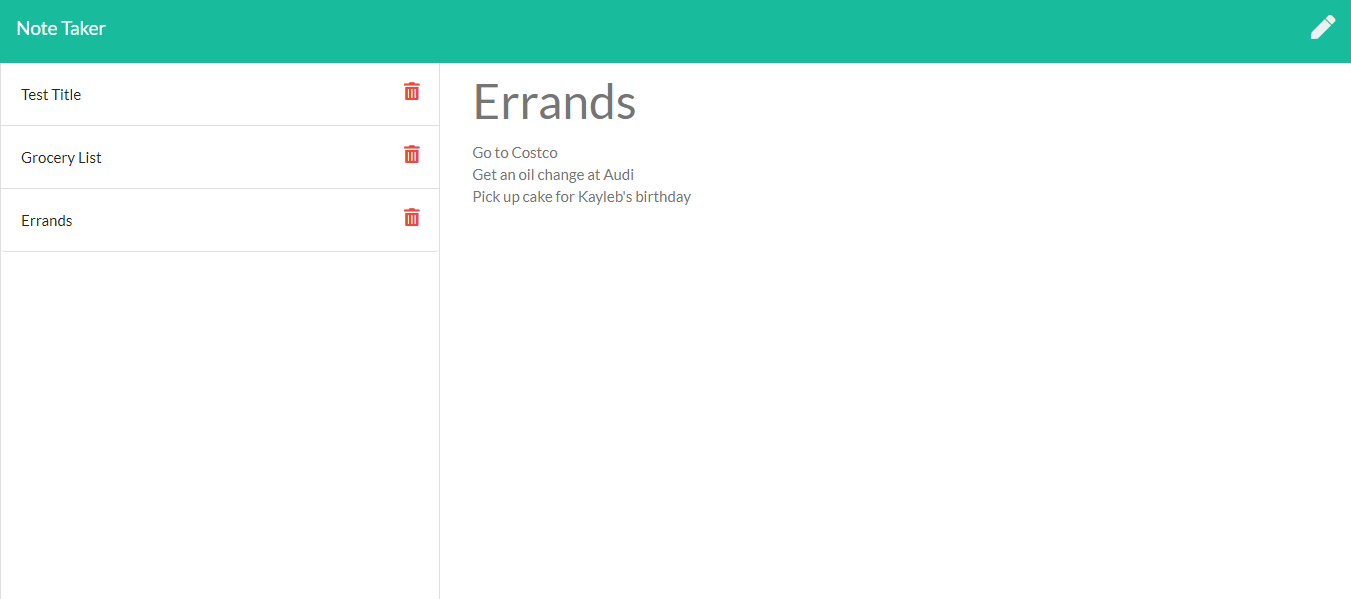 Note Taker
Test Title
Grocery List
Errands
Errands
Go to Costco
Get an oil change at Audi
Pick up cake for Kayleb's birthday